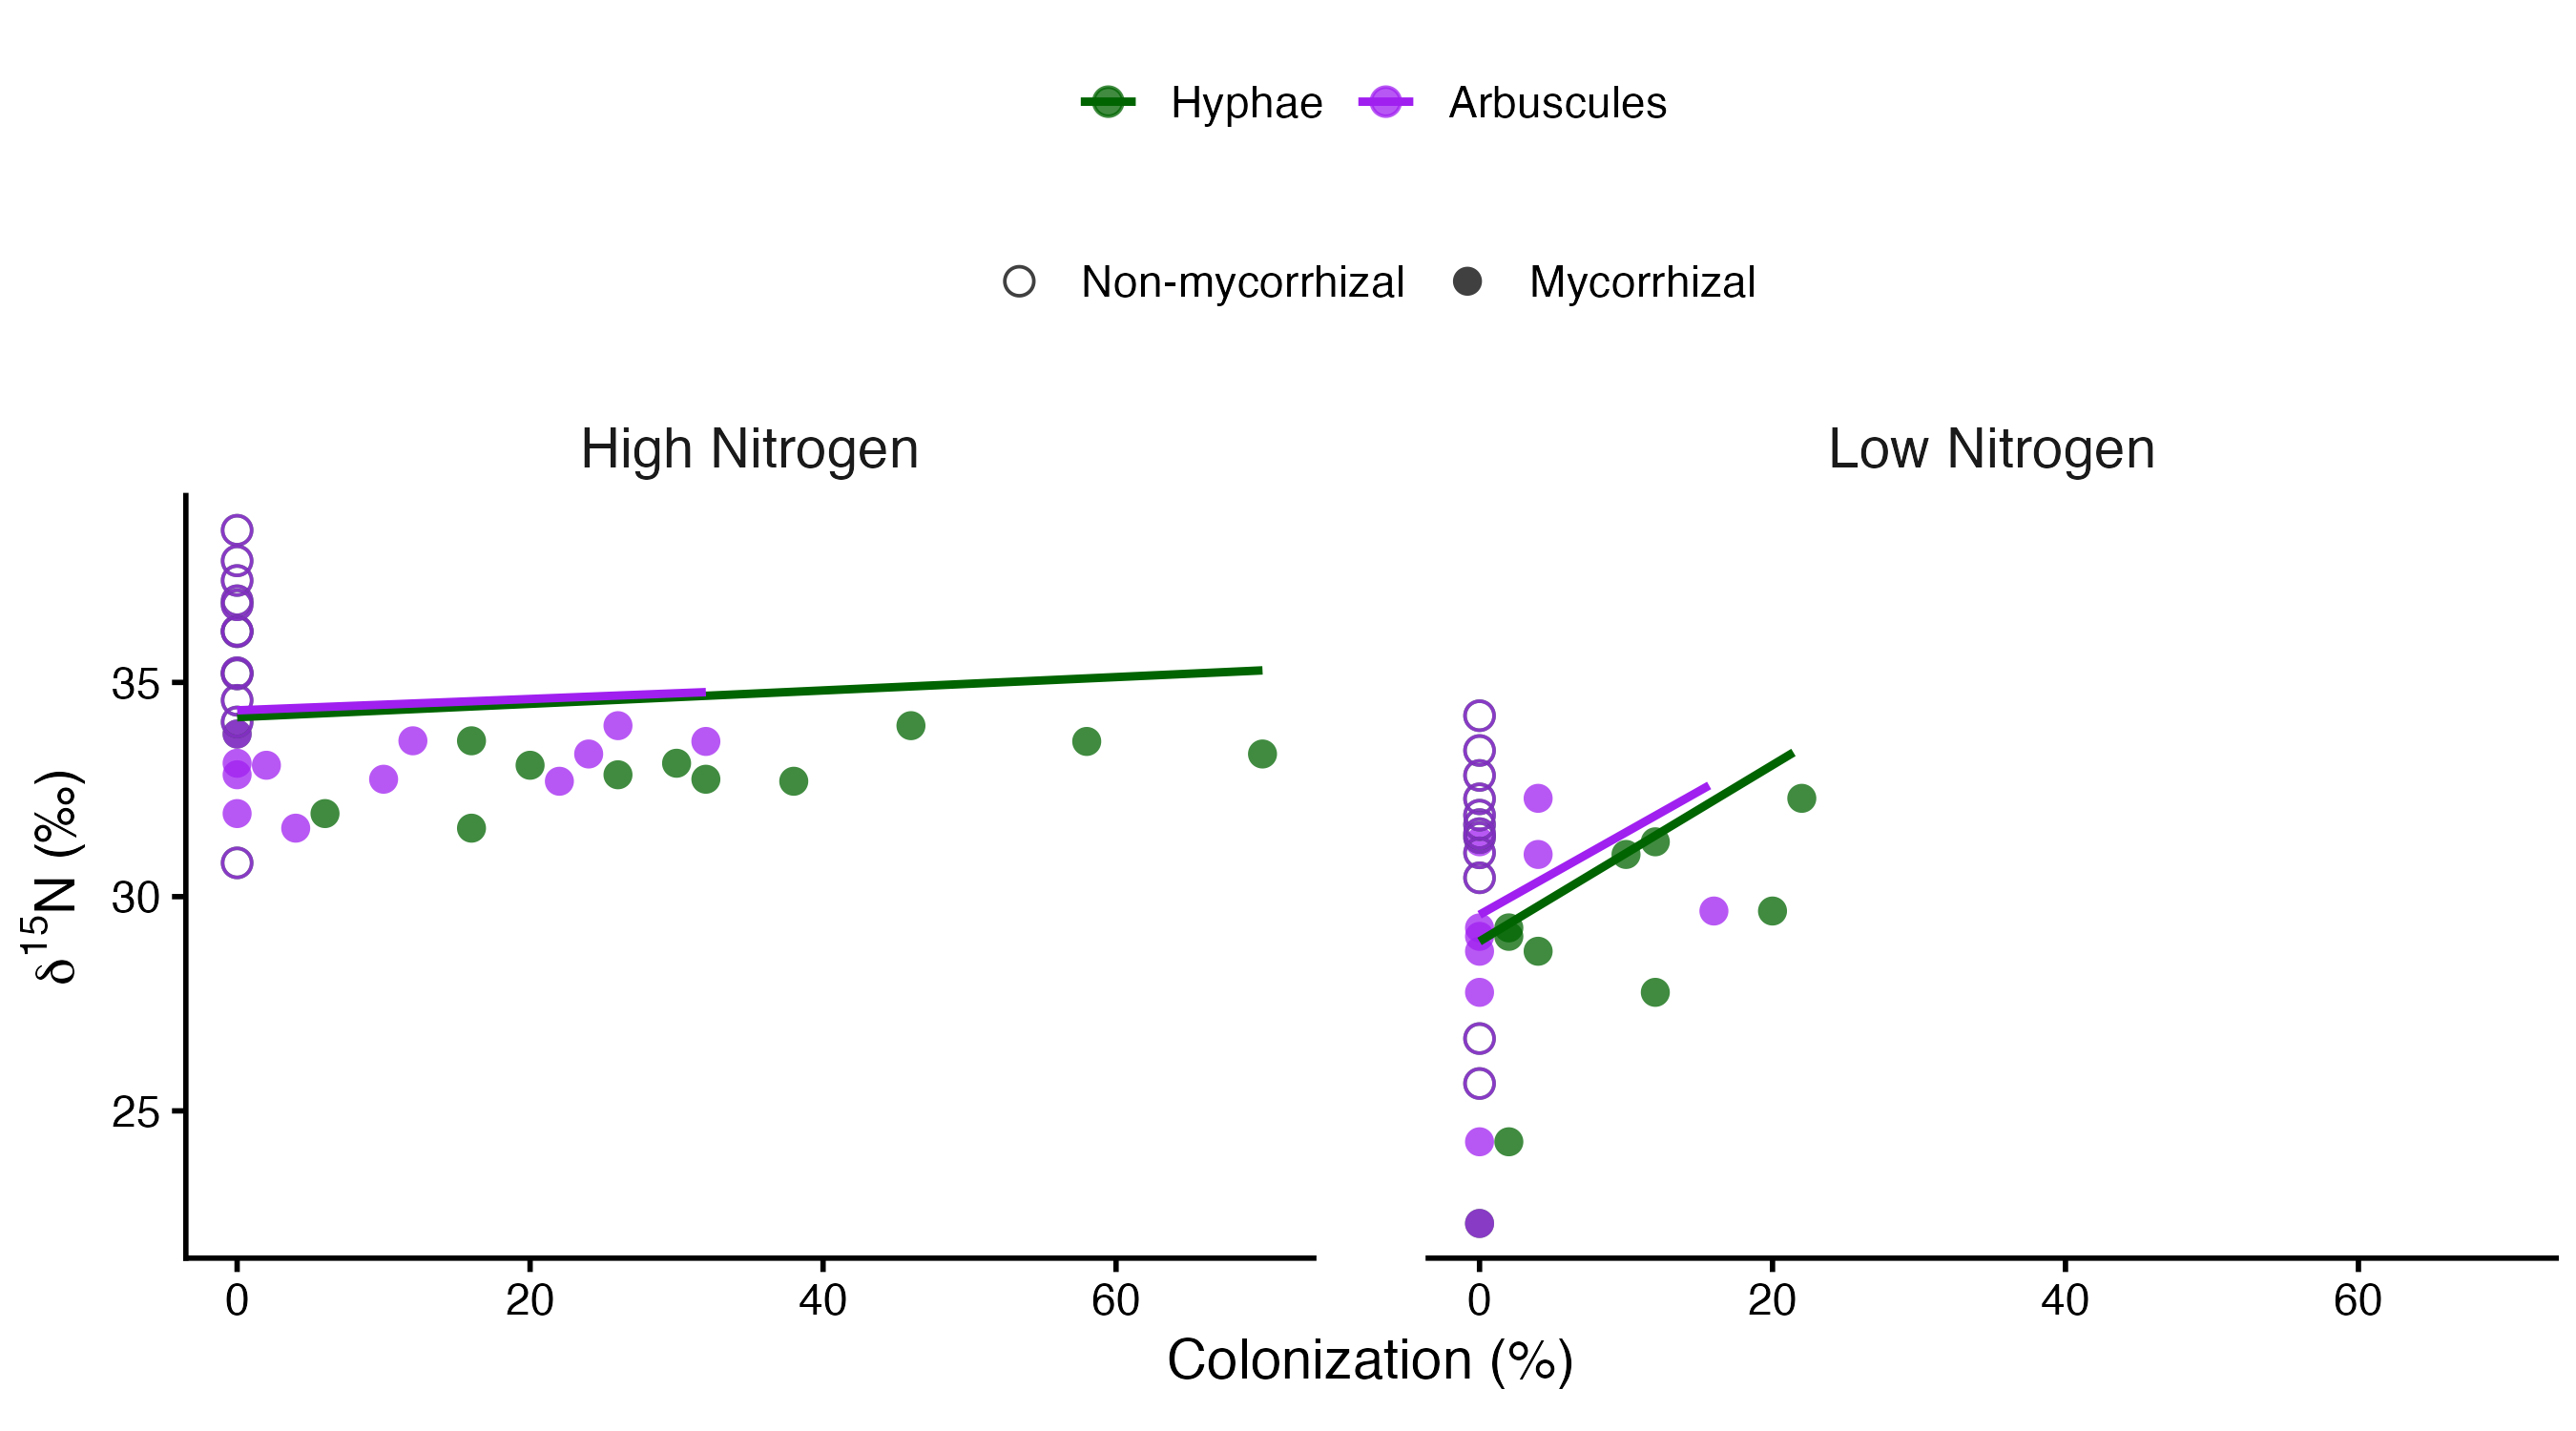 Hyphae Arbuscules
Non-mycorrhizal Mycorrhizal
High Nitrogen Low Nitrogen
35
30
25
δ¹⁵N (‰)
0 20 40 60 0 20 40 60
Colonization (%)